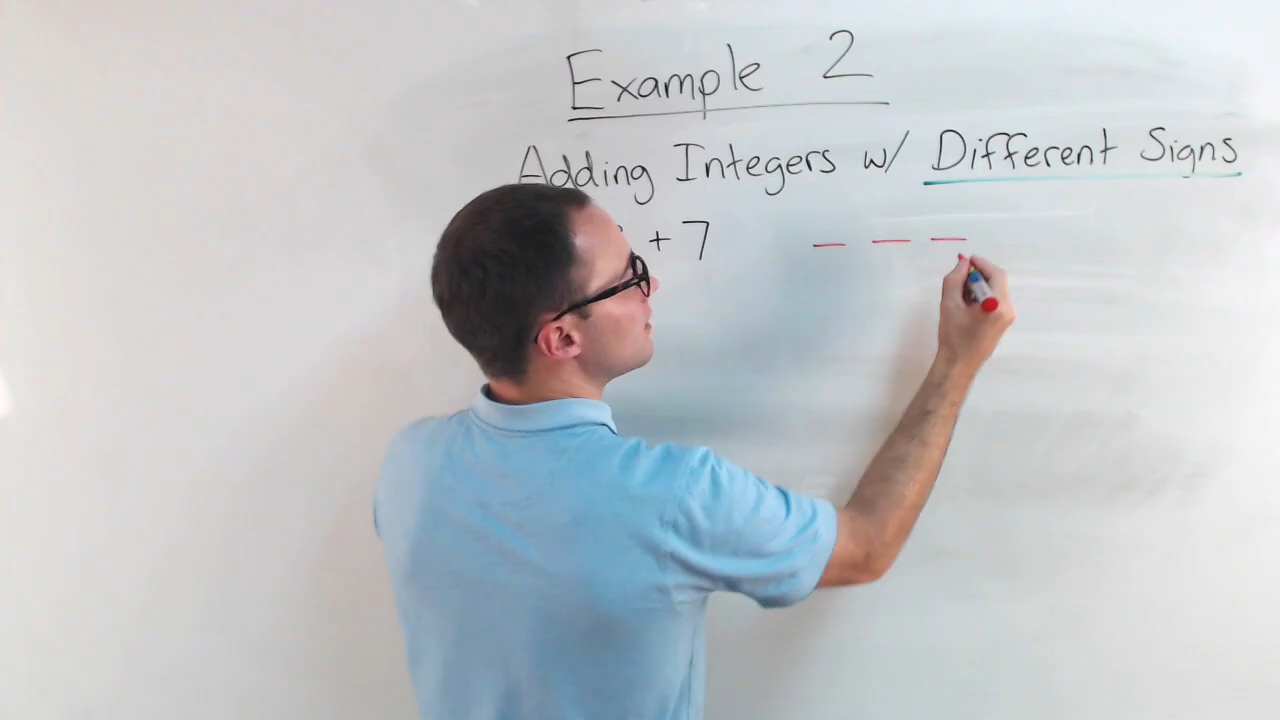 Example 2
Adding Integers w/ Different Signs
+ 7 — — —